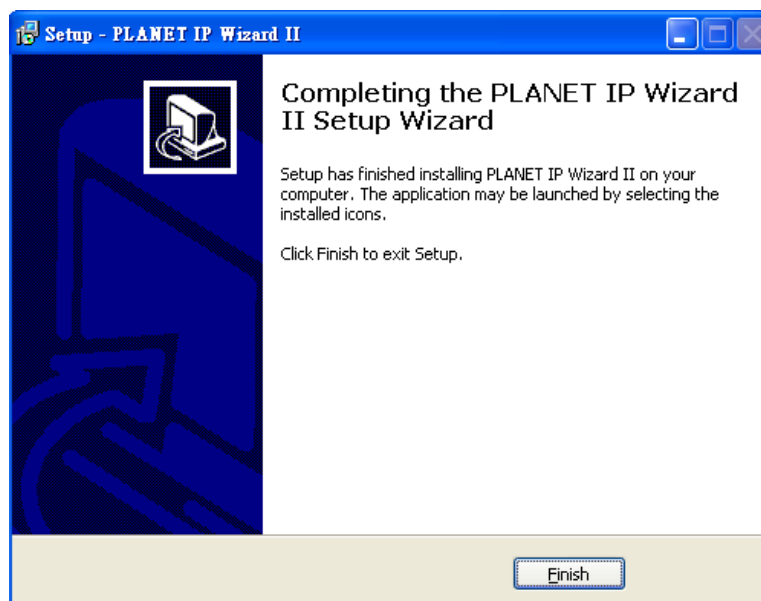 Setup - PLANET IP Wizard II
Completing the PLANET IP Wizard
II Setup Wizard
Setup has finished installing PLANET IP Wizard II on your
computer. The application may be launched by selecting the
installed icons.
Click Finish to exit Setup.
Finish